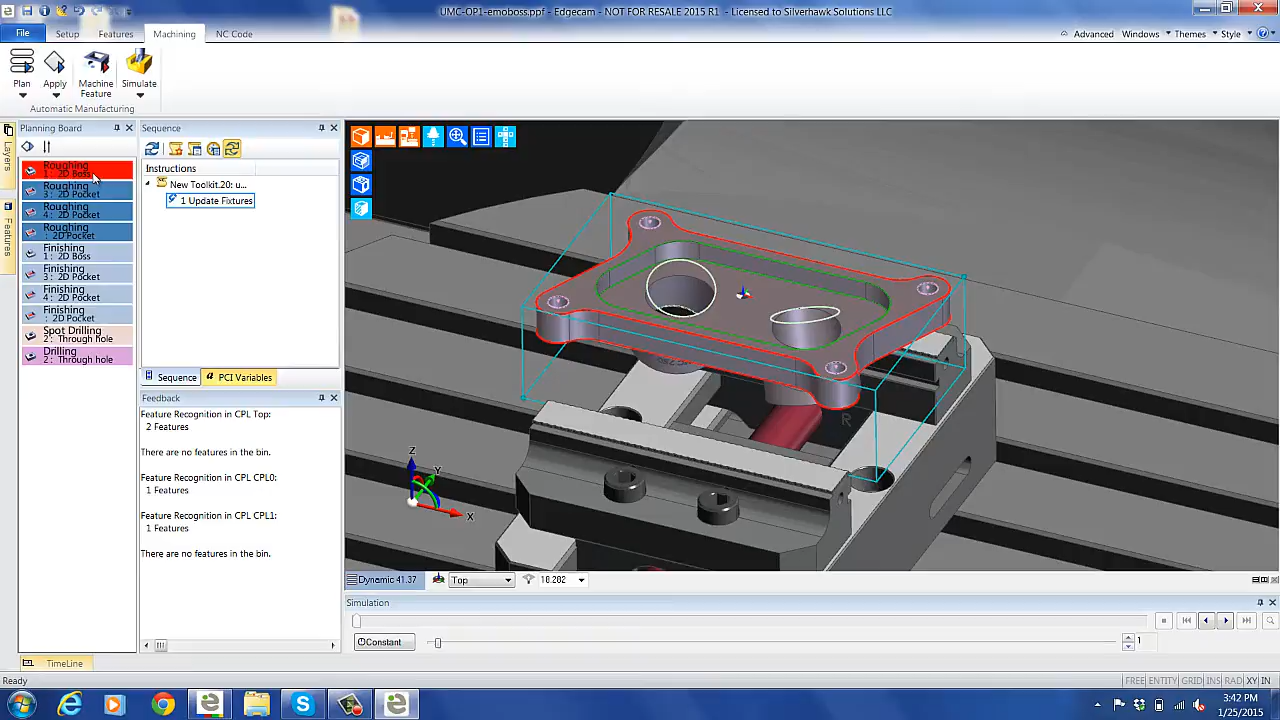 UMC-OP1-emoboss.ppf - Edgecam - NOT FOR RESALE 2015 R1 - Licensed to Silverhawk Solutions LLC
File Setup Features Machining NC Code Advanced Windows Themes Style
Plan Apply Machine Feature Simulate
Automatic Manufacturing
Layers
Features
Planning Board
Roughing
1 : 2D Boss
Roughing
3 : 2D Pocket
Roughing
4 : 2D Pocket
Roughing
: 2D Pocket
Finishing
1 : 2D Boss
Finishing
3 : 2D Pocket
Finishing
4 : 2D Pocket
Finishing
: 2D Pocket
Spot Drilling
2 : Through hole
Drilling
2 : Through hole
Sequence
Instructions
New Toolkit.20: u...
1 Update Fixtures
Sequence PCI Variables
Feedback
Feature Recognition in CPL Top:
2 Features
There are no features in the bin.
Feature Recognition in CPL CPL0:
1 Features
Feature Recognition in CPL CPL1:
1 Features
There are no features in the bin.
Z
Y
X
R
Dynamic 41.37 Top 18.282
Simulation
Constant 1
TimeLine
Ready FREE ENTITY GRID INS RAD XY IN
3:42 PM
1/25/2015